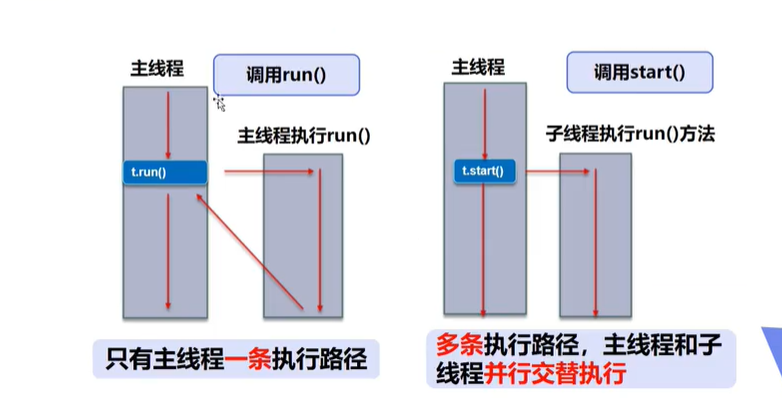 主线程
调用run()
主线程执行run()
t.run()
只有主线程一条执行路径
主线程
调用start()
子线程执行run()方法
t.start()
多条执行路径，主线程和子
线程并行交替执行